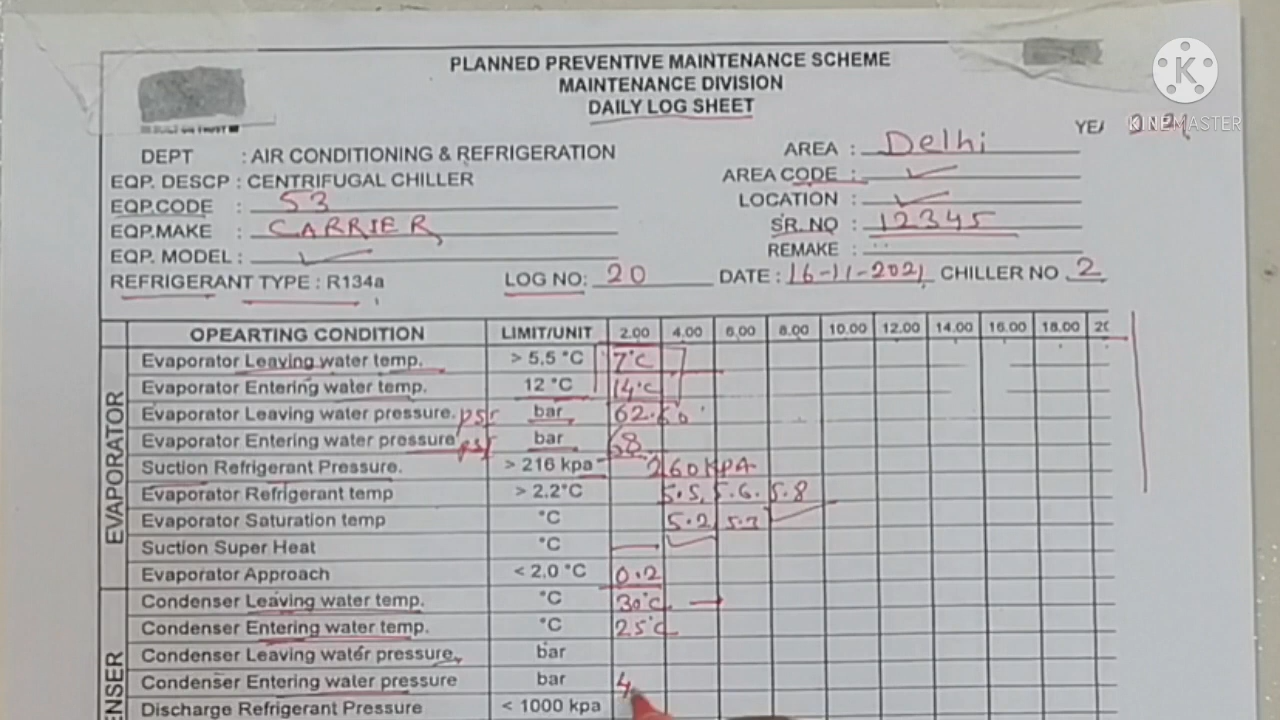 PLANNED PREVENTIVE MAINTENANCE SCHEME
MAINTENANCE DIVISION
DAILY LOG SHEET
KINEMASTER
DEPT : AIR CONDITIONING & REFRIGERATION AREA : Delhi
EQP. DESCP : CENTRIFUGAL CHILLER AREA CODE : ✓
EQP.CODE : 53 LOCATION : ✓
EQP.MAKE : CARRIER SR. NO : 12345
EQP. MODEL : ✓ REMAKE :
REFRIGERANT TYPE : R134a LOG NO: 20 DATE : 16-11-2021 CHILLER NO 2
OPEARTING CONDITION LIMIT/UNIT 2.00 4.00 6.00 8.00 10.00 12.00 14.00 16.00 18.00
EVAPORATOR
Evaporator Leaving water temp. > 5.5 °C 7°C
Evaporator Entering water temp. 12 °C 14°C
Evaporator Leaving water pressure. psi bar
Evaporator Entering water pressure psi bar 68
Suction Refrigerant Pressure. > 216 kpa 260 KPA
Evaporator Refrigerant temp > 2.2°C 5.5. 5.6. 5.8
Evaporator Saturation temp °C 5.2
Suction Super Heat °C —
Evaporator Approach < 2.0 °C 0.2
Condenser Leaving water temp. °C 30°C
Condenser Entering water temp. °C 25°C
Condenser Leaving water pressure. bar
Condenser Entering water pressure bar 4
Discharge Refrigerant Pressure < 1000 kpa